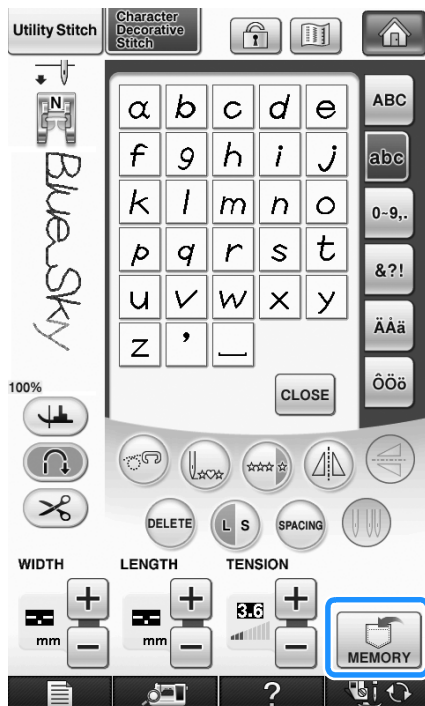 Utility Stitch
Character
Decorative
Stitch
N
Blue_Sky
100%
a b c d e
f g h i j
k l m n o
p q r s t
u v w x y
z ’ _
CLOSE
ABC
abc
0~9,.
&?!
ÄÅä
ÔÖö
DELETE
L S
SPACING
WIDTH
LENGTH
TENSION
+
+
3.6
+
mm
−
mm
−
−
MEMORY
?